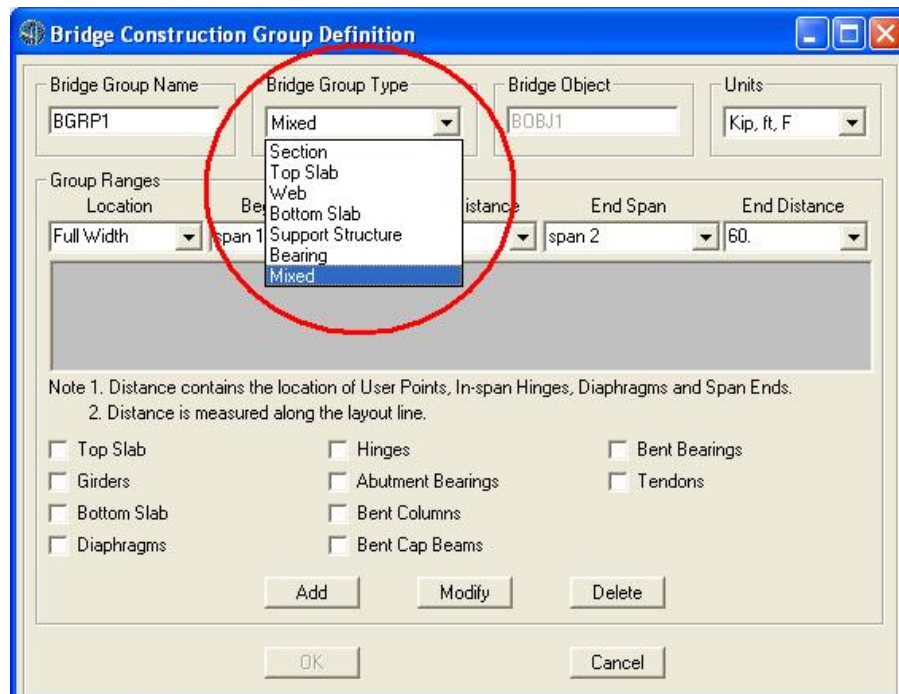 Bridge Construction Group Definition
Bridge Group Name Bridge Group Type Bridge Object Units
BGRP1 Mixed BOBJ1 Kip, ft, F
Section
Top Slab
Web
Bottom Slab
Support Structure
Bearing
Mixed
Group Ranges
Location Be istance End Span End Distance
Full Width span 1 span 2 60.
Note 1. Distance contains the location of User Points, In-span Hinges, Diaphragms and Span Ends.
2. Distance is measured along the layout line.
Top Slab Hinges Bent Bearings
Girders Abutment Bearings Tendons
Bottom Slab Bent Columns
Diaphragms Bent Cap Beams
Add Modify Delete
OK Cancel